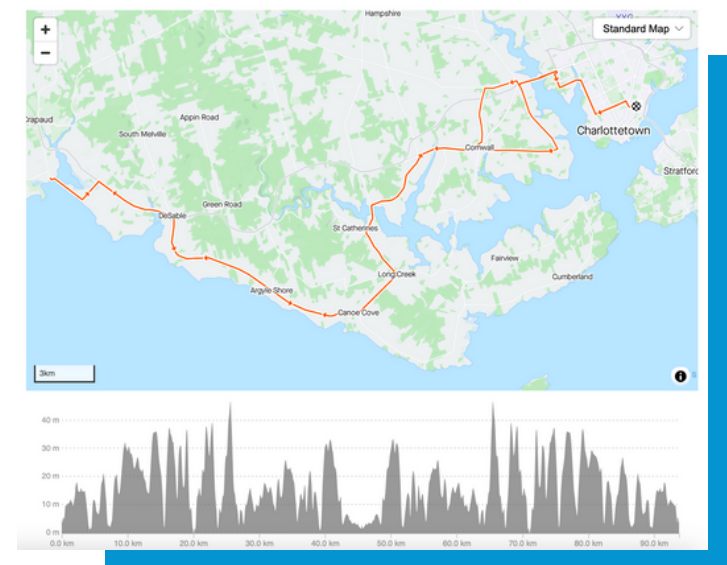 Hampshire
YYG
+
Standard Map
−
rapaud
Appin Road
South Melville
Charlottetown
Cornwall
Stratford
Green Road
DeSable
St Catherines
Fairview
Long Creek
Cumberland
Argyle Shore
Canoe Cove
3km
40 m
30 m
20 m
10 m
0 m
0.0 km 10.0 km 20.0 km 30.0 km 40.0 km 50.0 km 60.0 km 70.0 km 80.0 km 90.0 km